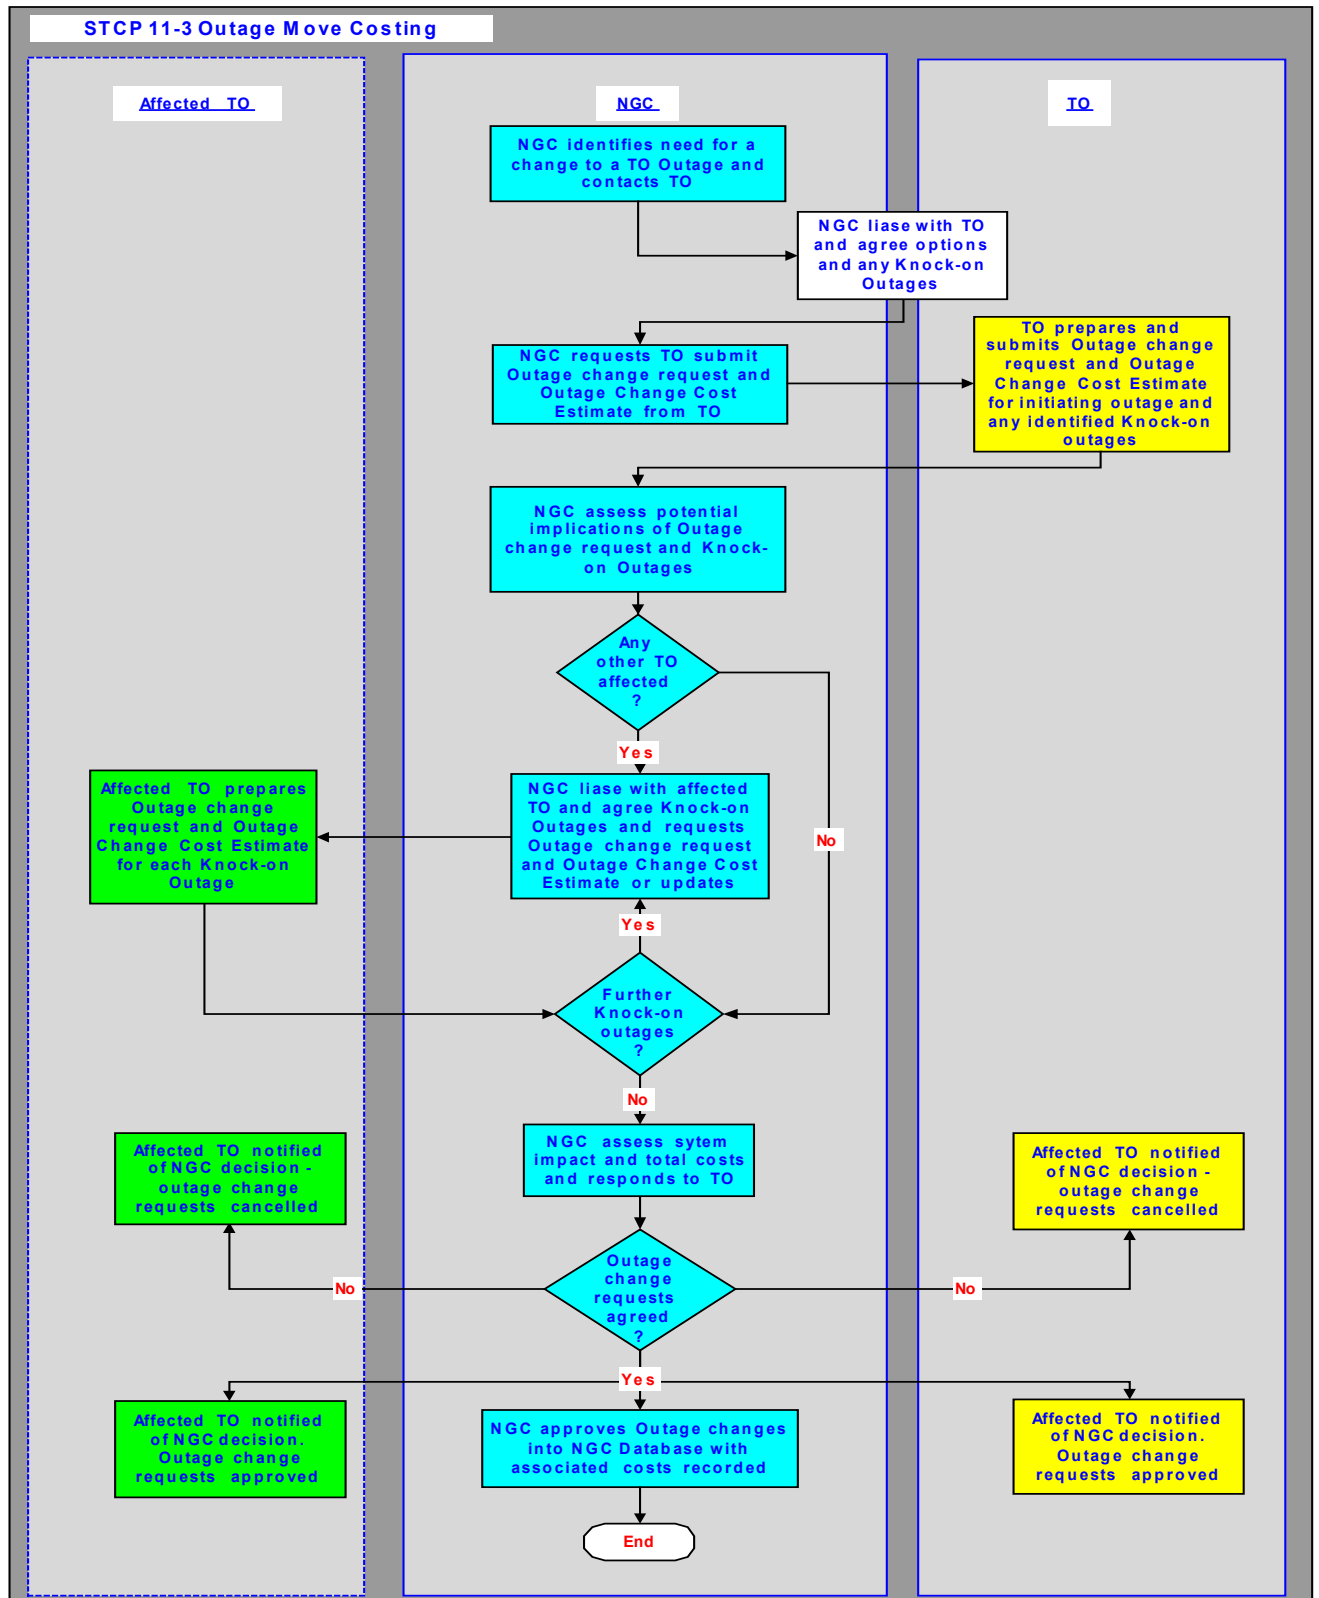 STCP 11-3 Outage Move Costing
Affected TO
NGC
TO
NGC identifies need for a
change to a TO Outage and
contacts TO
NGC liase with TO
and agree options
and any Knock-on
Outages
NGC requests TO submit
Outage change request and
Outage Change Cost
Estimate from TO
TO prepares and
submits Outage change
request and Outage
Change Cost Estimate
for initiating outage and
any identified Knock-on
outages
NGC assess potential
implications of Outage
change request and Knock-
on Outages
Any
other TO
affected
?
Yes
No
Affected TO prepares
Outage change
request and Outage
Change Cost Estimate
for each Knock-on
Outage
NGC liase with affected
TO and agree Knock-on
Outages and requests
Outage change request
and Outage Change Cost
Estimate or updates
Yes
Further
Knock-on
outages
?
No
Affected TO notified
of NGC decision -
outage change
requests cancelled
NGC assess sytem
impact and total costs
and responds to TO
Affected TO notified
of NGC decision -
outage change
requests cancelled
Outage
change
requests
agreed
?
No
No
Yes
Affected TO notified
of NGC decision.
Outage change
requests approved
NGC approves Outage changes
into NGC Database with
associated costs recorded
Affected TO notified
of NGC decision.
Outage change
requests approved
End